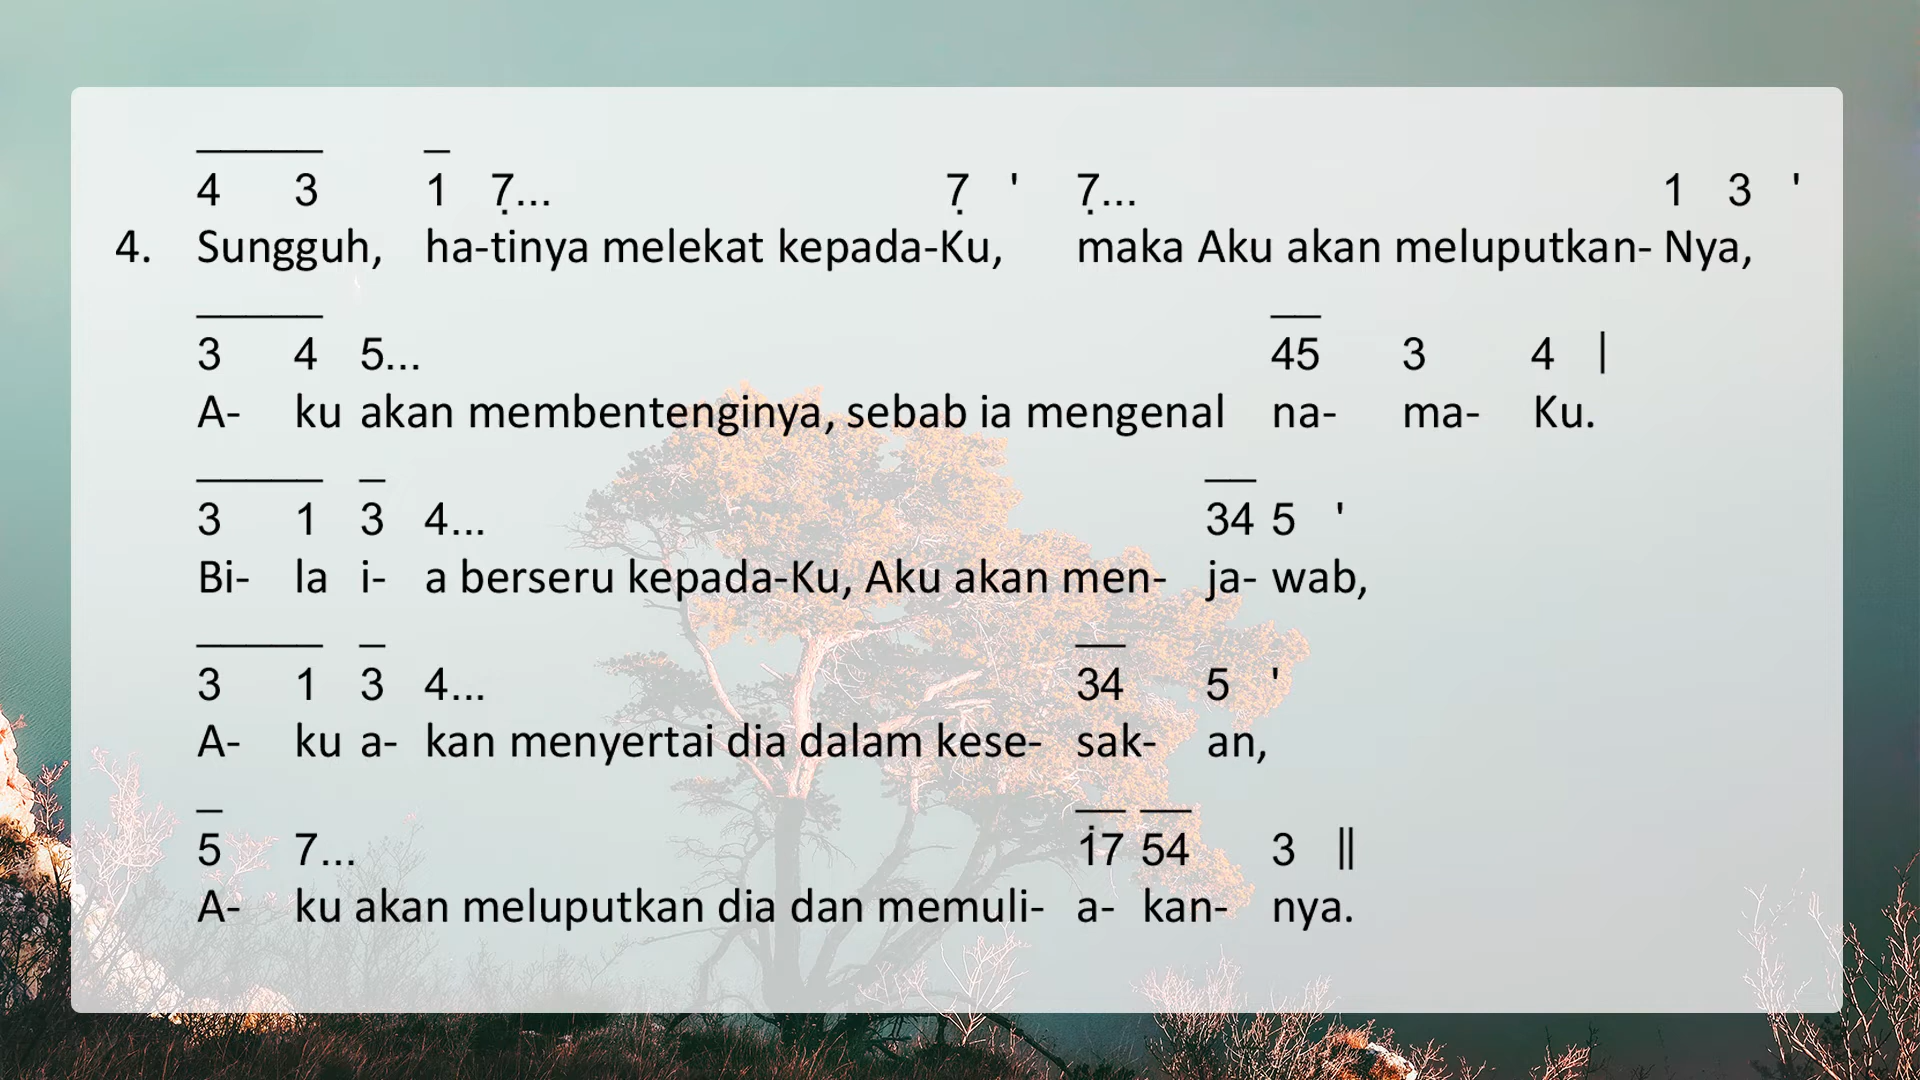 4 3 1 7̣... 7̣ ' 7̣... 1 3 '
4. Sungguh, ha-tinya melekat kepada-Ku, maka Aku akan meluputkan- Nya,
3 4 5... 45 3 4 |
A- ku akan membentenginya, sebab ia mengenal na- ma- Ku.
3 1 3 4... 34 5 '
Bi- la i- a berseru kepada-Ku, Aku akan men- ja- wab,
3 1 3 4... 34 5 '
A- ku a- kan menyertai dia dalam kese- sak- an,
5 7... 1̇7 54 3 ||
A- ku akan meluputkan dia dan memuli- a- kan- nya.